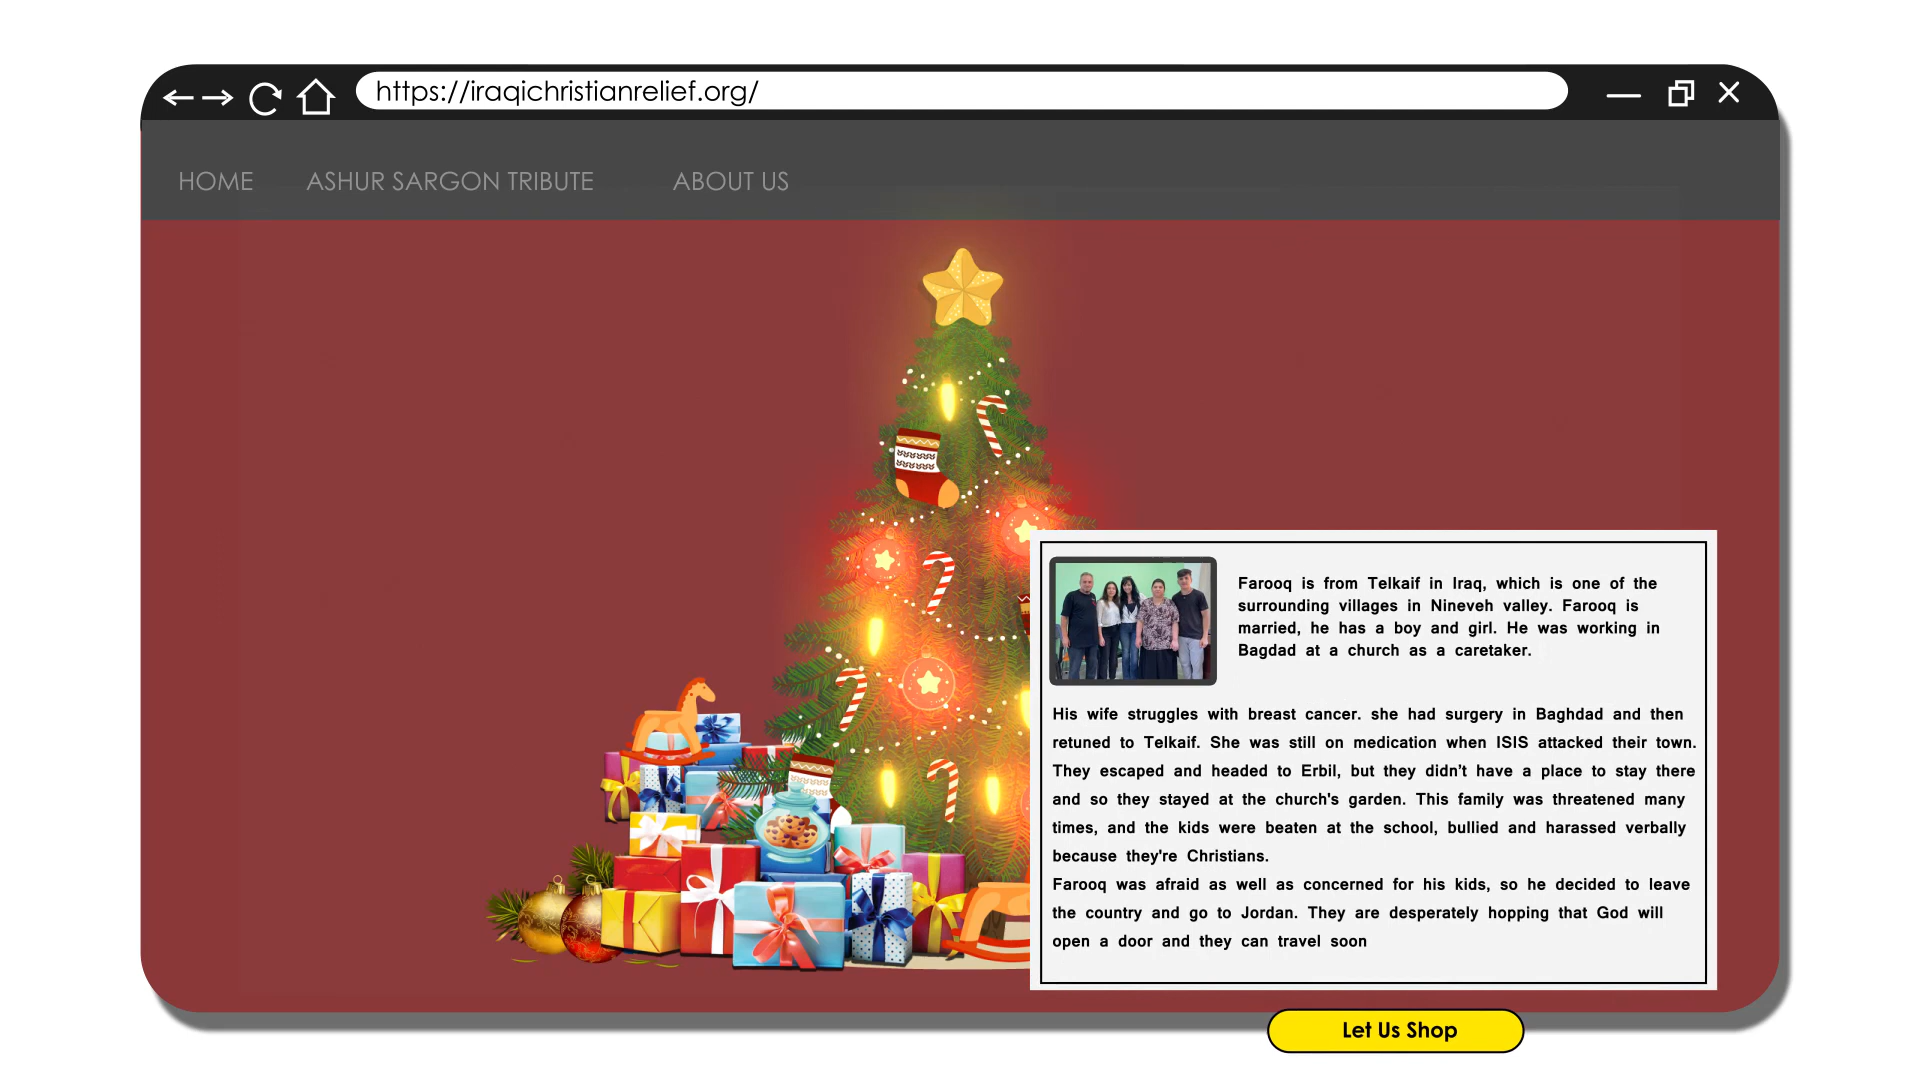 https://iraqichristianrelief.org/
HOME ASHUR SARGON TRIBUTE ABOUT US
Farooq is from Telkaif in Iraq, which is one of the
surrounding villages in Nineveh valley. Farooq is
married, he has a boy and girl. He was working in
Bagdad at a church as a caretaker.
His wife struggles with breast cancer. she had surgery in Baghdad and then
retuned to Telkaif. She was still on medication when ISIS attacked their town.
They escaped and headed to Erbil, but they didn't have a place to stay there
and so they stayed at the church's garden. This family was threatened many
times, and the kids were beaten at the school, bullied and harassed verbally
because they're Christians.
Farooq was afraid as well as concerned for his kids, so he decided to leave
the country and go to Jordan. They are desperately hopping that God will
open a door and they can travel soon
Let Us Shop